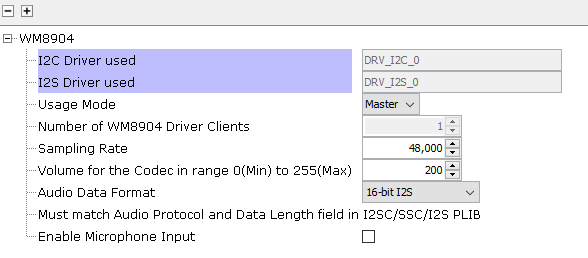 WM8904
I2C Driver used DRV_I2C_0
I2S Driver used DRV_I2S_0
Usage Mode Master
Number of WM8904 Driver Clients 1
Sampling Rate 48,000
Volume for the Codec in range 0(Min) to 255(Max) 200
Audio Data Format 16-bit I2S
Must match Audio Protocol and Data Length field in I2SC/SSC/I2S PLIB
Enable Microphone Input